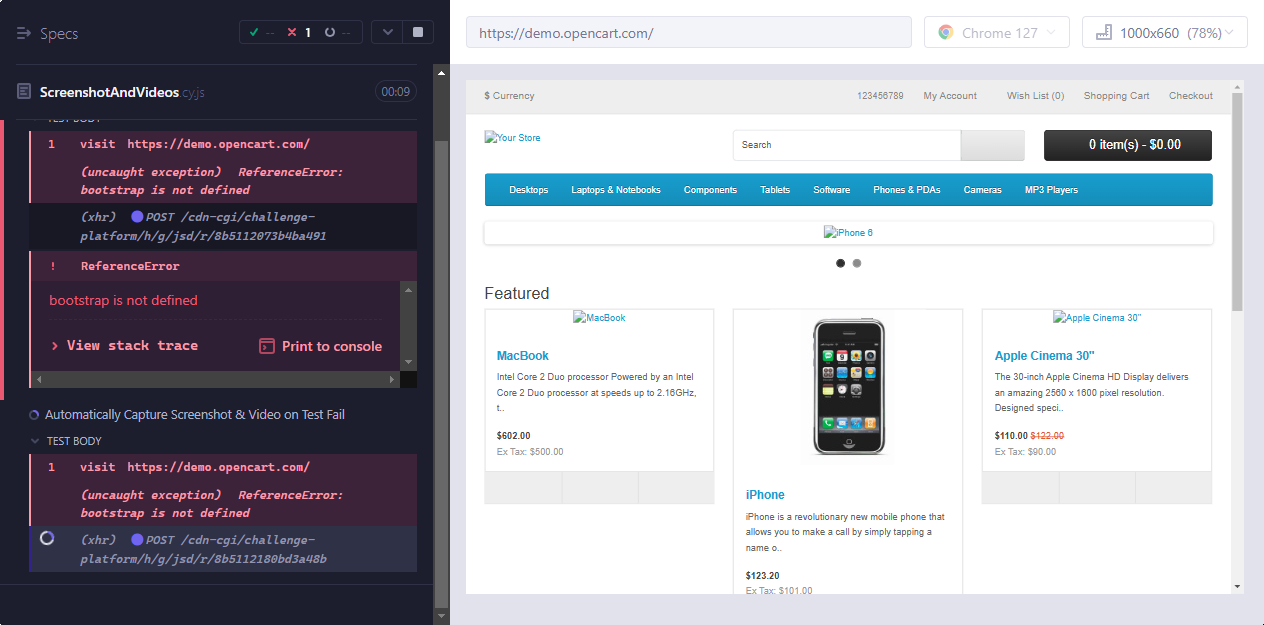 Specs
-- 1 --
ScreenshotAndVideos.cy.js
00:09
TEST BODY
1 visit https://demo.opencart.com/
(uncaught exception) ReferenceError:
bootstrap is not defined
(xhr) POST /cdn-cgi/challenge-
platform/h/g/jsd/r/8b5112073b4ba491
! ReferenceError
bootstrap is not defined
> View stack trace
Print to console
Automatically Capture Screenshot & Video on Test Fail
TEST BODY
1 visit https://demo.opencart.com/
(uncaught exception) ReferenceError:
bootstrap is not defined
(xhr) POST /cdn-cgi/challenge-
platform/h/g/jsd/r/8b5112180bd3a48b
https://demo.opencart.com/
Chrome 127
1000x660 (78%)
$ Currency
123456789
My Account
Wish List (0)
Shopping Cart
Checkout
Your Store
Search
0 item(s) - $0.00
Desktops
Laptops & Notebooks
Components
Tablets
Software
Phones & PDAs
Cameras
MP3 Players
iPhone 6
Featured
MacBook
MacBook
Intel Core 2 Duo processor Powered by an Intel
Core 2 Duo processor at speeds up to 2.16GHz,
t..
$602.00
Ex Tax: $500.00
iPhone
iPhone is a revolutionary new mobile phone that
allows you to make a call by simply tapping a
name o..
$123.20
Ex Tax: $101.00
Apple Cinema 30"
Apple Cinema 30"
The 30-inch Apple Cinema HD Display delivers
an amazing 2560 x 1600 pixel resolution.
Designed speci..
$110.00 $122.00
Ex Tax: $90.00